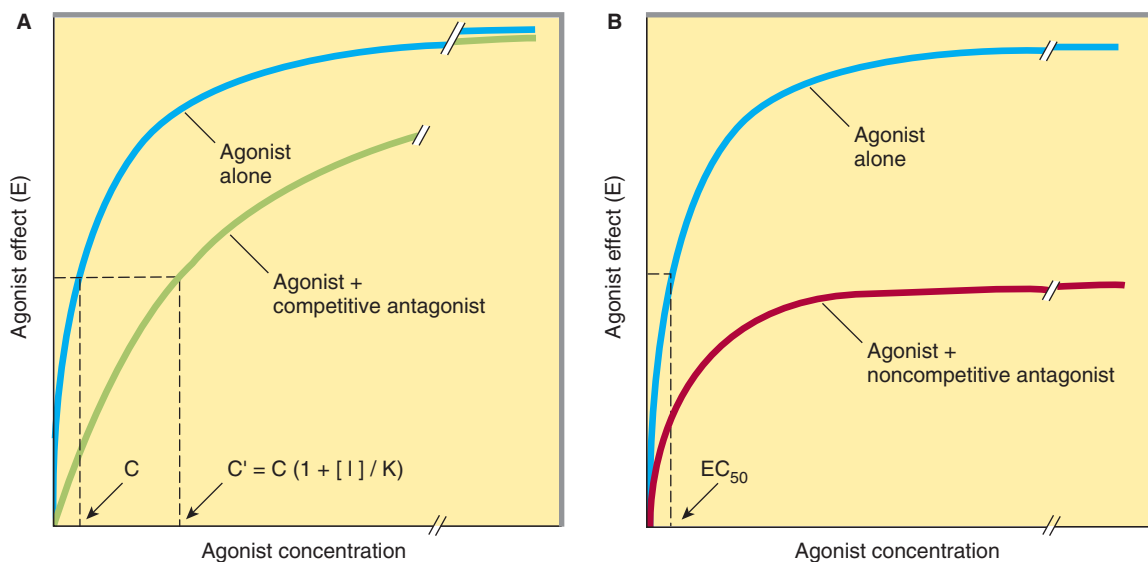 A
Agonist effect (E)
Agonist
alone
Agonist +
competitive antagonist
C
C' = C (1 + [ I ] / K)
Agonist concentration
B
Agonist effect (E)
Agonist
alone
Agonist +
noncompetitive antagonist
EC50
Agonist concentration